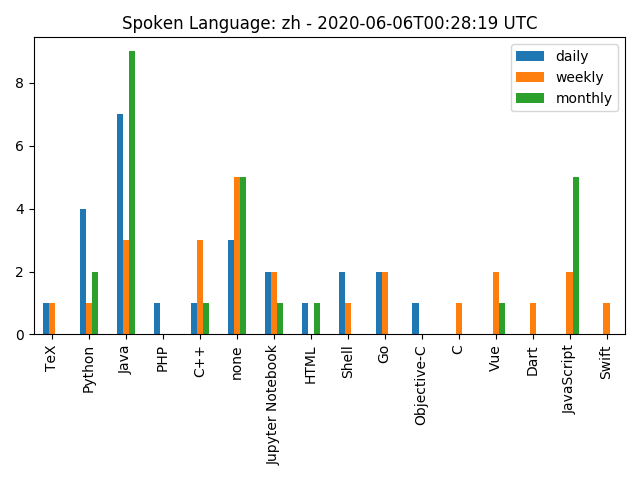 Spoken Language: zh - 2020-06-06T00:28:19 UTC
daily
weekly
monthly
8
6
4
2
0
TeX
Python
Java
PHP
C++
none
Jupyter Notebook
HTML
Shell
Go
Objective-C
C
Vue
Dart
JavaScript
Swift